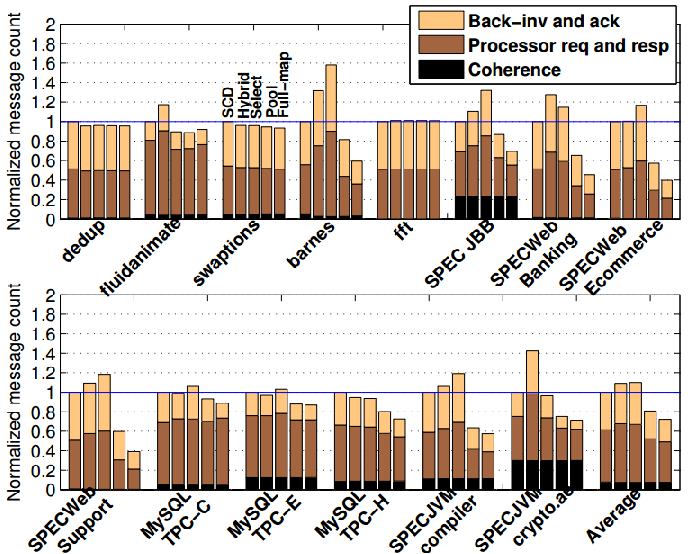 Back-inv and ack
Processor req and resp
Coherence
Normalized message count
2
1.8
1.6
1.4
1.2
1
0.8
0.6
0.4
0.2
0
SCD
Hybrid
Select
Pool
Full-map
dedup
fluidanimate
swaptions
barnes
fft
SPEC JBB
SPECWeb
Banking
SPECWeb
Ecommerce
Normalized message count
2
1.8
1.6
1.4
1.2
1
0.8
0.6
0.4
0.2
0
SPECWeb
Support
MySQL
TPC-C
MySQL
TPC-E
MySQL
TPC-H
SPECJVM
compiler
SPECJVM
crypto.ae
Average